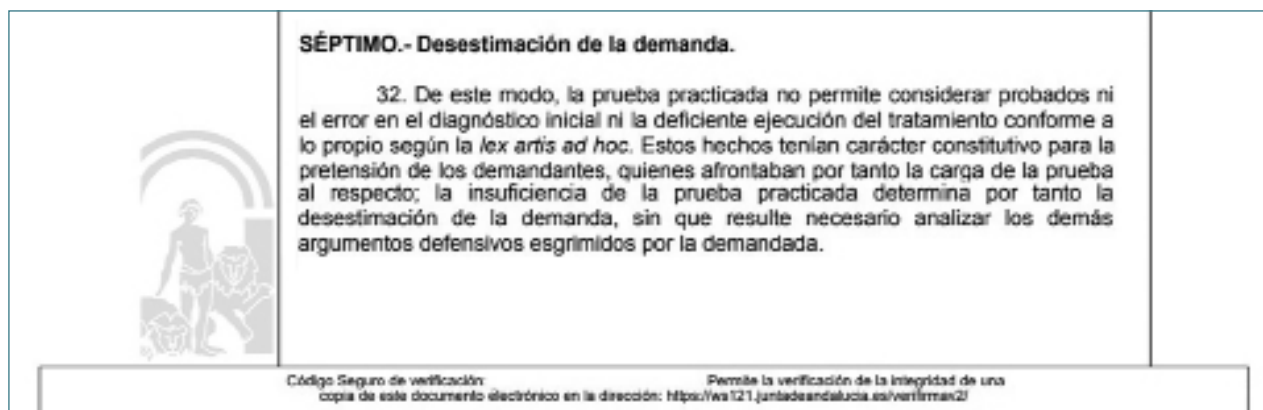 SÉPTIMO.- Desestimación de la demanda.
32. De este modo, la prueba practicada no permite considerar probados ni
el error en el diagnóstico inicial ni la deficiente ejecución del tratamiento conforme a
lo propio según la lex artis ad hoc. Estos hechos tenían carácter constitutivo para la
pretensión de los demandantes, quienes afrontaban por tanto la carga de la prueba
al respecto; la insuficiencia de la prueba practicada determina por tanto la
desestimación de la demanda, sin que resulte necesario analizar los demás
argumentos defensivos esgrimidos por la demandada.
Código Seguro de verificación: Permite la verificación de la integridad de una
copia de este documento electrónico en la dirección: https://ws121.juntadeandalucia.es/verifirmav2/